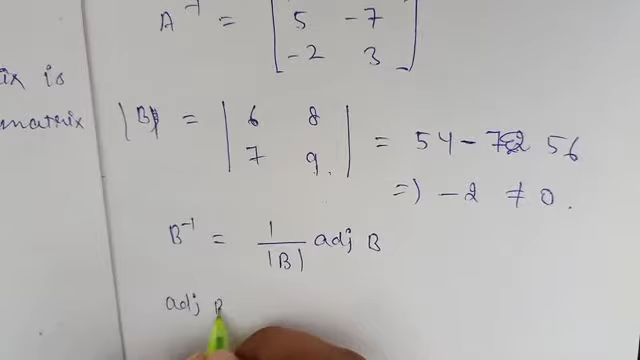 A⁻¹ = [ 5 -7
-2 3 ]
ix is
matrix
|B| = | 6 8
7 9 | = 54 - 56
=) -2 ≠ 0.
B⁻¹ = 1/|B| adj B
adj B